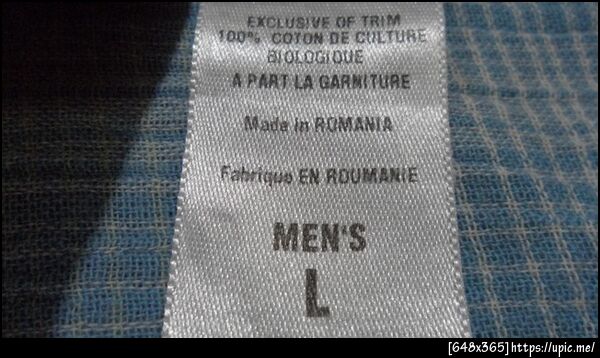 EXCLUSIVE OF TRIM
100% COTON DE CULTURE
BIOLOGIQUE
A PART LA GARNITURE
Made in ROMANIA
Fabrique EN ROUMANIE
MEN'S
L
[648x365]https://upic.me/